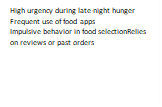 High urgency during late night hunger
Frequent use of food apps
Impulsive behavior in food selectionRelies
on reviews or past orders